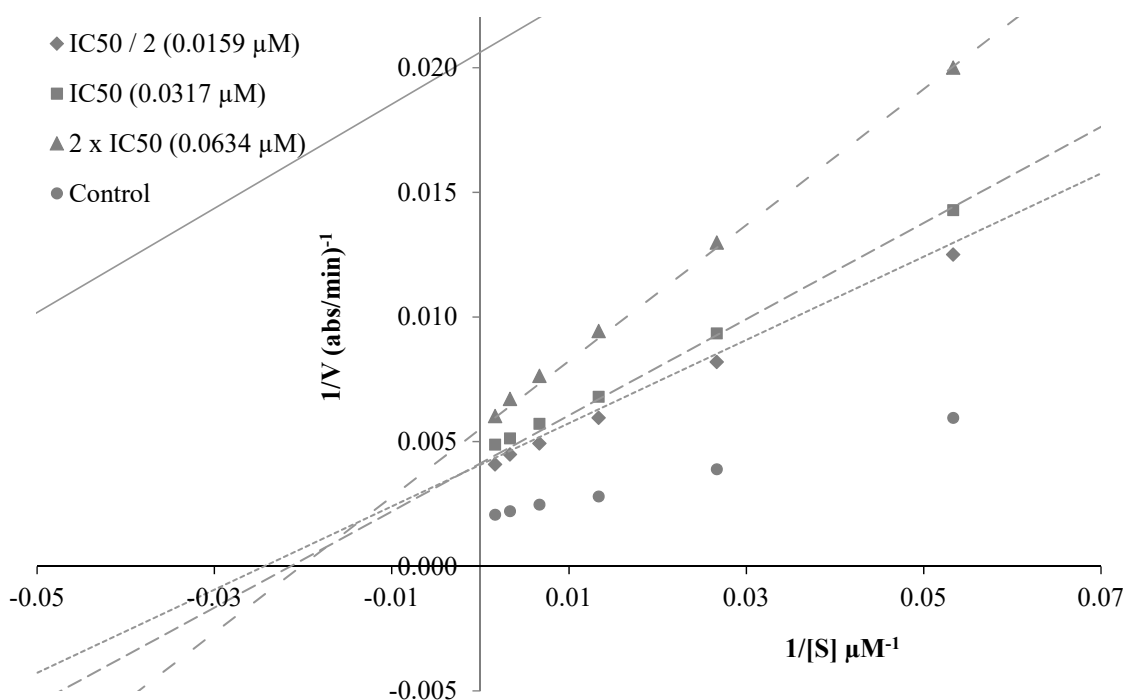 IC50 / 2 (0.0159 µM)
IC50 (0.0317 µM)
2 x IC50 (0.0634 µM)
Control
0.020
0.015
0.010
0.005
0.000
-0.005
1/V (abs/min)⁻¹
-0.05
-0.03
-0.01
0.01
0.03
0.05
0.07
1/[S] µM⁻¹